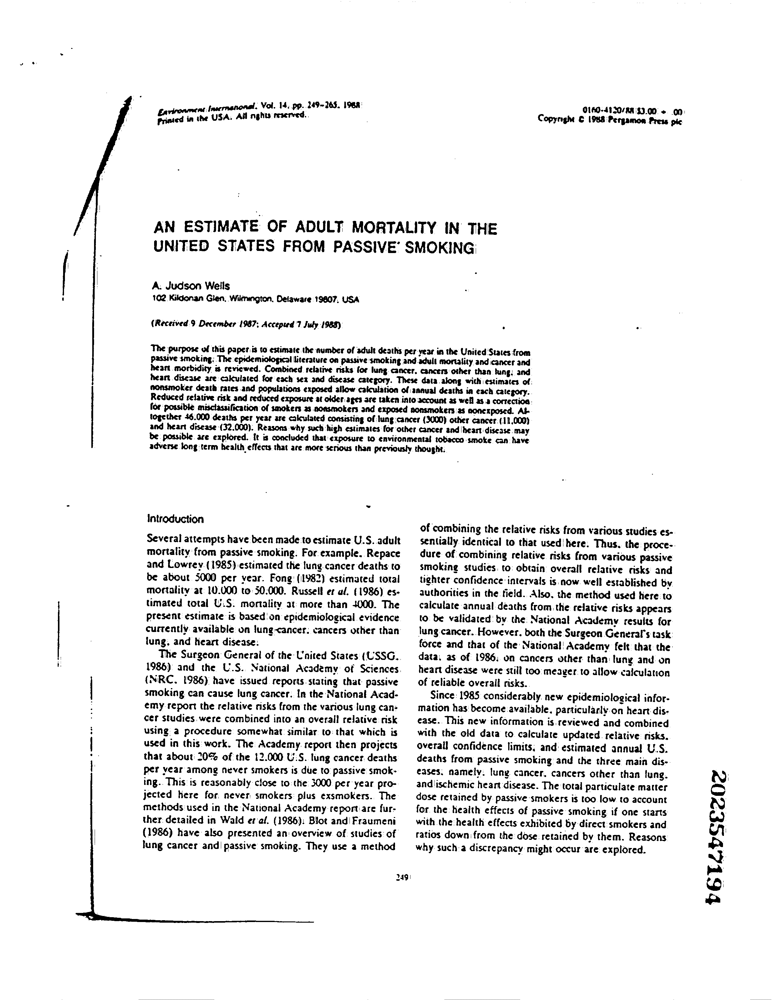 Environment International, Vol. 14, pp. 249-265, 1988
Printed in the USA. All rights reserved.
0160-4120/88 $3.00 + .00
Copyright © 1988 Pergamon Press plc
AN ESTIMATE OF ADULT MORTALITY IN THE
UNITED STATES FROM PASSIVE SMOKING
A. Judson Wells
102 Kildonan Glen, Wilmington, Delaware 19807, USA
(Received 9 December 1987; Accepted 7 July 1988)
The purpose of this paper is to estimate the number of adult deaths per year in the United States from
passive smoking. The epidemiological literature on passive smoking and adult mortality and cancer and
heart morbidity is reviewed. Combined relative risks for lung cancer, cancers other than lung, and
heart disease are calculated for each sex and disease category. These data along with estimates of
nonsmoker death rates and populations exposed allow calculation of annual deaths in each category.
Reduced relative risk and reduced exposure at older ages are taken into account as well as a correction
for possible misclassification of smokers as nonsmokers and exposed nonsmokers as nonexposed. Al-
together 46,000 deaths per year are calculated consisting of lung cancer (3000) other cancer (11,000)
and heart disease (32,000). Reasons why such high estimates for other cancer and heart disease may
be possible are explored. It is concluded that exposure to environmental tobacco smoke can have
adverse long term health effects that are more serious than previously thought.
Introduction
Several attempts have been made to estimate U.S. adult
mortality from passive smoking. For example, Repace
and Lowrey (1985) estimated the lung cancer deaths to
be about 5000 per year. Fong (1982) estimated total
mortality at 10,000 to 50,000. Russell et al. (1986) es-
timated total U.S. mortality at more than 4000. The
present estimate is based on epidemiological evidence
currently available on lung cancer, cancers other than
lung, and heart disease.
The Surgeon General of the United States (USSG,
1986) and the U.S. National Academy of Sciences
(NRC, 1986) have issued reports stating that passive
smoking can cause lung cancer. In the National Acad-
emy report the relative risks from the various lung can-
cer studies were combined into an overall relative risk
using a procedure somewhat similar to that which is
used in this work. The Academy report then projects
that about 20% of the 12,000 U.S. lung cancer deaths
per year among never smokers is due to passive smok-
ing. This is reasonably close to the 3000 per year pro-
jected here for never smokers plus exsmokers. The
methods used in the National Academy report are fur-
ther detailed in Wald et al. (1986). Blot and Fraumeni
(1986) have also presented an overview of studies of
lung cancer and passive smoking. They use a method
of combining the relative risks from various studies es-
sentially identical to that used here. Thus, the proce-
dure of combining relative risks from various passive
smoking studies to obtain overall relative risks and
tighter confidence intervals is now well established by
authorities in the field. Also, the method used here to
calculate annual deaths from the relative risks appears
to be validated by the National Academy results for
lung cancer. However, both the Surgeon General's task
force and that of the National Academy felt that the
data, as of 1986, on cancers other than lung and on
heart disease were still too meager to allow calculation
of reliable overall risks.
Since 1985 considerably new epidemiological infor-
mation has become available, particularly on heart dis-
ease. This new information is reviewed and combined
with the old data to calculate updated relative risks,
overall confidence limits, and estimated annual U.S.
deaths from passive smoking and the three main dis-
eases, namely, lung cancer, cancers other than lung,
and ischemic heart disease. The total particulate matter
dose retained by passive smokers is too low to account
for the health effects of passive smoking if one starts
with the health effects exhibited by direct smokers and
ratios down from the dose retained by them. Reasons
why such a discrepancy might occur are explored.
249
2023547194